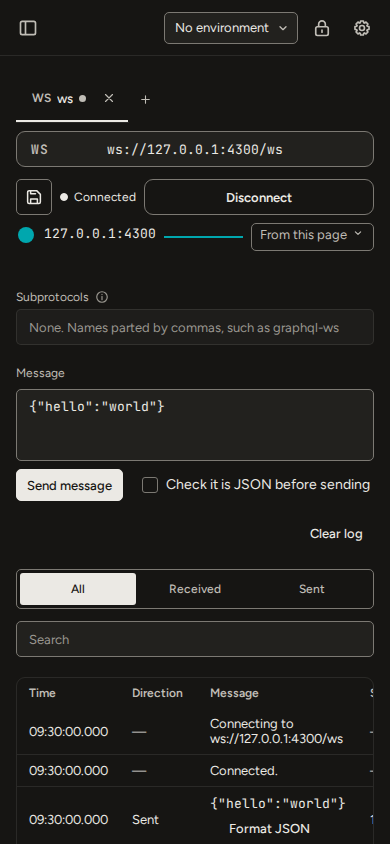 No environment
WS ws
WS ws://127.0.0.1:4300/ws
Connected Disconnect
127.0.0.1:4300 From this page
Subprotocols
None. Names parted by commas, such as graphql-ws
Message
{"hello":"world"}
Send message Check it is JSON before sending
Clear log
All Received Sent
Search
Time Direction Message
09:30:00.000 — Connecting to
ws://127.0.0.1:4300/ws
09:30:00.000 — Connected.
09:30:00.000 Sent {"hello":"world"}
Format JSON